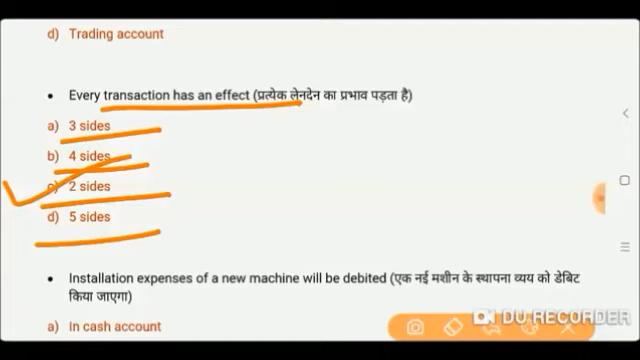 d) Trading account
• Every transaction has an effect (प्रत्येक लेनदेन का प्रभाव पड़ता है)
a) 3 sides
b) 4 sides
c) 2 sides
d) 5 sides
• Installation expenses of a new machine will be debited (एक नई मशीन के स्थापना व्यय को डेबिट
किया जाएगा)
a) In cash account
DU RECORDER